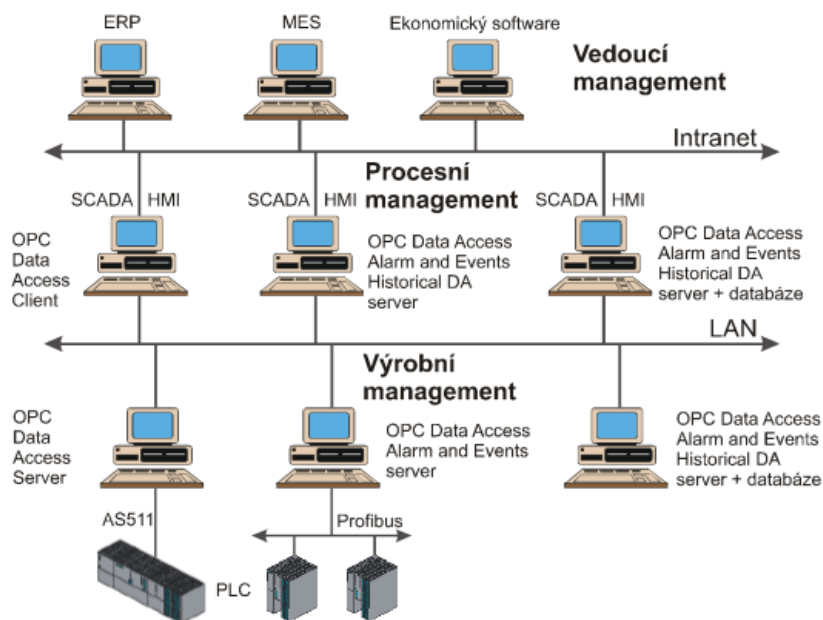 ERP
MES
Ekonomický software
Vedoucí
management
Intranet
Procesní
management
SCADA HMI
SCADA HMI
SCADA HMI
OPC
Data
Access
Client
OPC Data Access
Alarm and Events
Historical DA
server
OPC Data Access
Alarm and Events
Historical DA
server + databáze
LAN
Výrobní
management
OPC
Data
Access
Server
OPC Data Access
Alarm and Events
server
OPC Data Access
Alarm and Events
Historical DA
server + databáze
AS511
Profibus
PLC